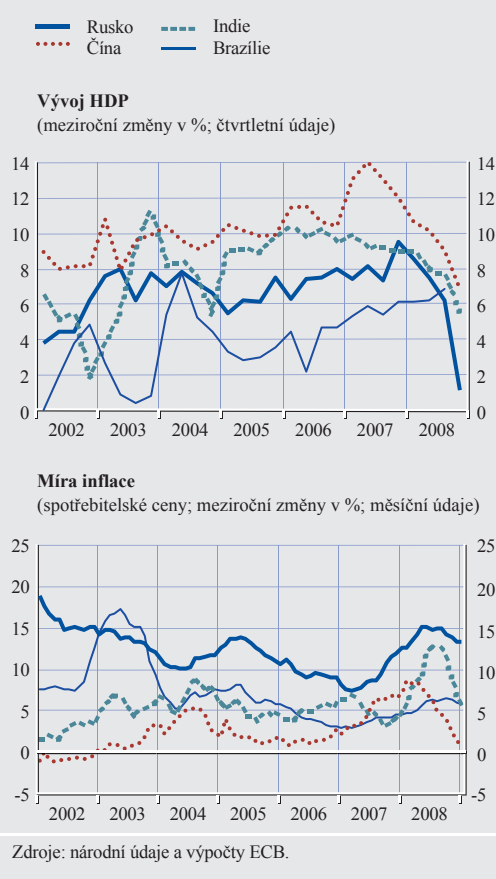 Rusko
Indie
Čína
Brazílie
Vývoj HDP
(meziroční změny v %; čtvrtletní údaje)
14 14
12 12
10 10
8 8
6 6
4 4
2 2
0 0
2002 2003 2004 2005 2006 2007 2008
Míra inflace
(spotřebitelské ceny; meziroční změny v %; měsíční údaje)
25 25
20 20
15 15
10 10
5 5
0 0
-5 -5
2002 2003 2004 2005 2006 2007 2008
Zdroje: národní údaje a výpočty ECB.